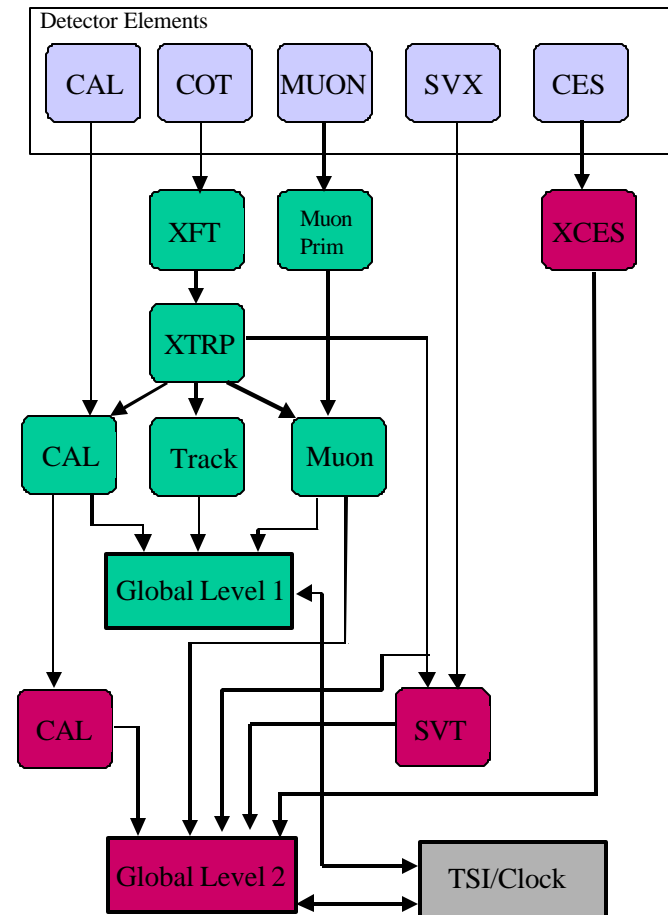 Detector Elements
CAL
COT
MUON
SVX
CES
XFT
Muon
Prim
XCES
XTRP
CAL
Track
Muon
Global Level 1
CAL
SVT
Global Level 2
TSI/Clock